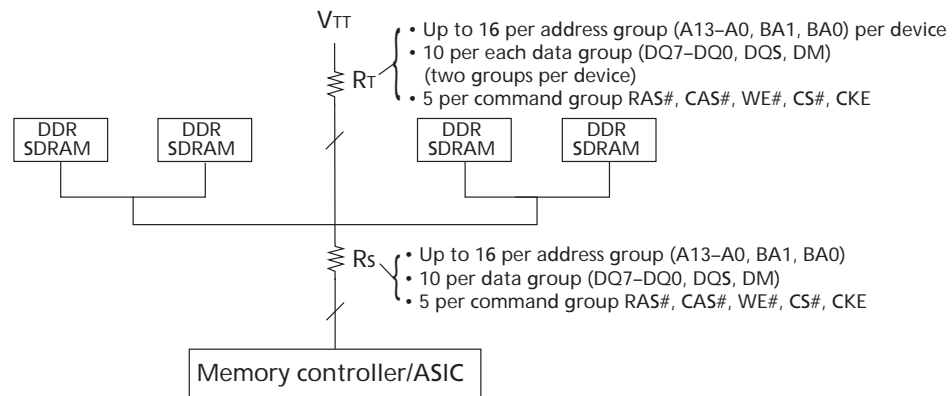 VTT
• Up to 16 per address group (A13–A0, BA1, BA0) per device
• 10 per each data group (DQ7–DQ0, DQS, DM)
(two groups per device)
• 5 per command group RAS#, CAS#, WE#, CS#, CKE
RT
DDR
SDRAM
DDR
SDRAM
DDR
SDRAM
DDR
SDRAM
RS
• Up to 16 per address group (A13–A0, BA1, BA0)
• 10 per data group (DQ7–DQ0, DQS, DM)
• 5 per command group RAS#, CAS#, WE#, CS#, CKE
Memory controller/ASIC